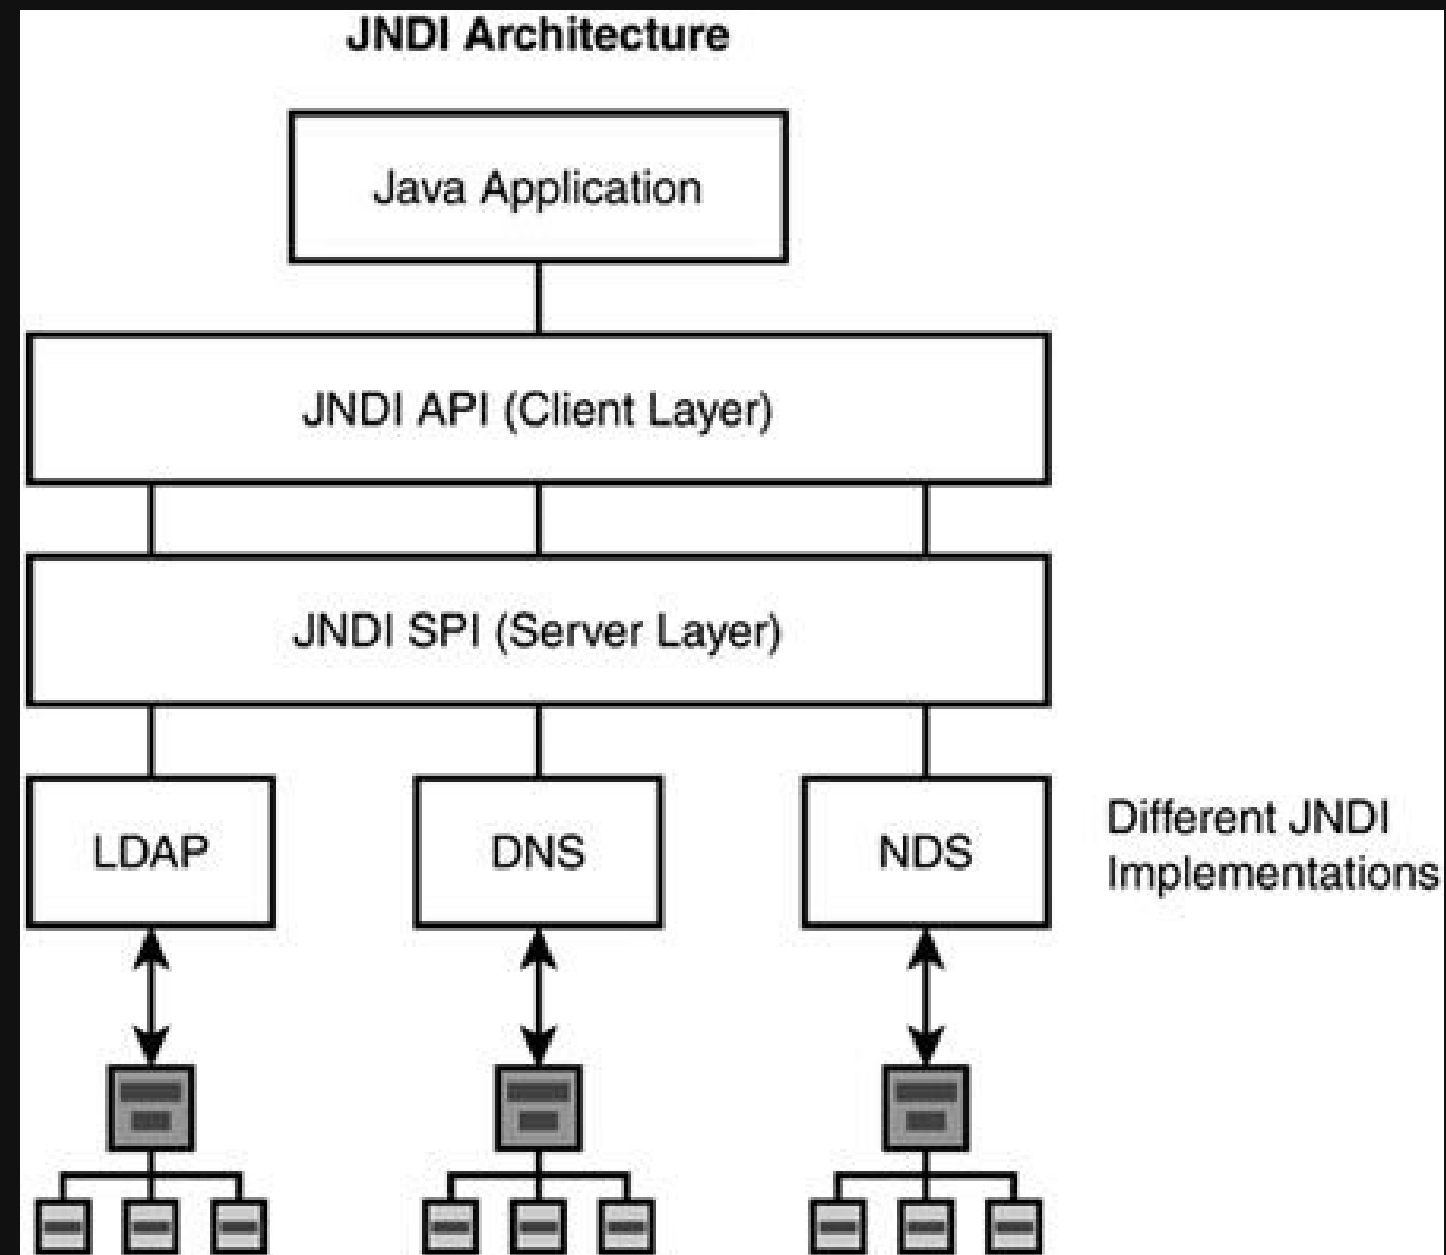 JNDI Architecture
Java Application
JNDI API (Client Layer)
JNDI SPI (Server Layer)
LDAP
DNS
NDS
Different JNDI
Implementations